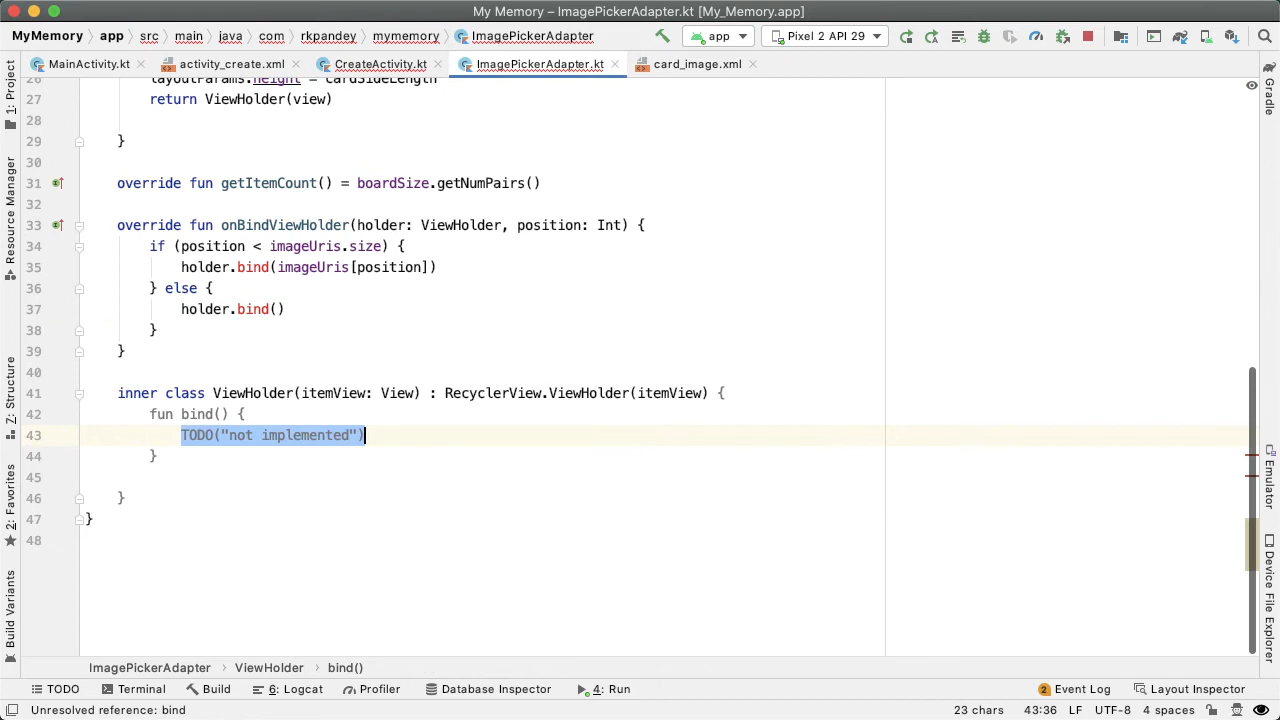 My Memory – ImagePickerAdapter.kt [My_Memory.app]
MyMemory app src main java com rkpandey mymemory ImagePickerAdapter app Pixel 2 API 29
MainActivity.kt activity_create.xml CreateActivity.kt ImagePickerAdapter.kt card_image.xml
1: Project
Resource Manager
Z: Structure
2: Favorites
Build Variants
26 layoutParams.height = cardSideLength
27 return ViewHolder(view)
28
29 }
30
31 override fun getItemCount() = boardSize.getNumPairs()
32
33 override fun onBindViewHolder(holder: ViewHolder, position: Int) {
34 if (position < imageUris.size) {
35 holder.bind(imageUris[position])
36 } else {
37 holder.bind()
38 }
39 }
40
41 inner class ViewHolder(itemView: View) : RecyclerView.ViewHolder(itemView) {
42 fun bind() {
43 TODO("not implemented")
44 }
45
46 }
47 }
48
Gradle
Emulator
Device File Explorer
ImagePickerAdapter ViewHolder bind()
TODO Terminal Build 6: Logcat Profiler Database Inspector 4: Run 2 Event Log Layout Inspector
Unresolved reference: bind 23 chars 43:36 LF UTF-8 4 spaces